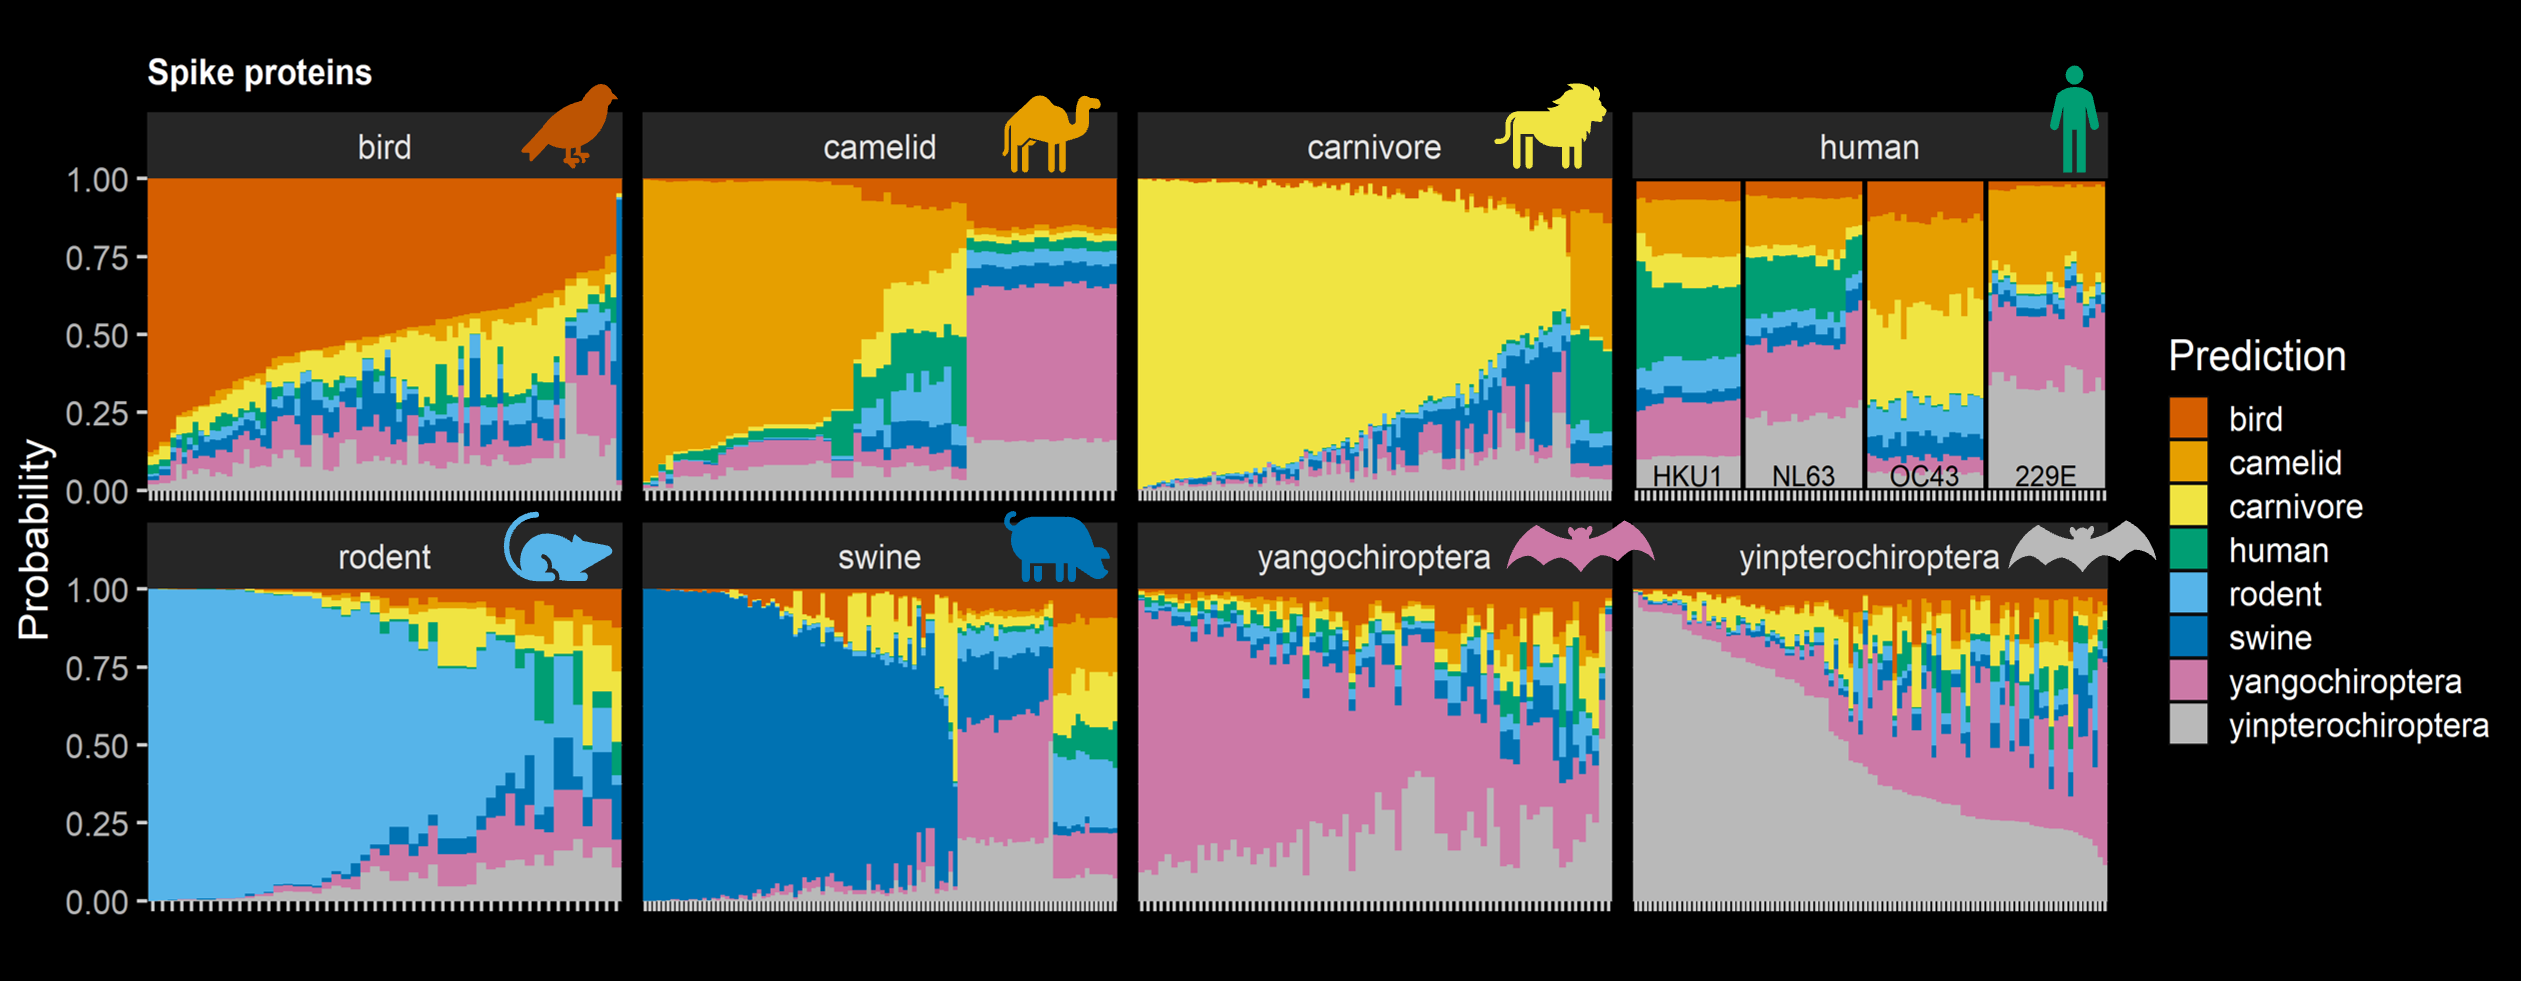 Spike proteins
bird
camelid
carnivore
human
1.00
0.75
0.50
0.25
0.00
HKU1
NL63
OC43
229E
Probability
rodent
swine
yangochiroptera
yinpterochiroptera
1.00
0.75
0.50
0.25
0.00
Prediction
bird
camelid
carnivore
human
rodent
swine
yangochiroptera
yinpterochiroptera